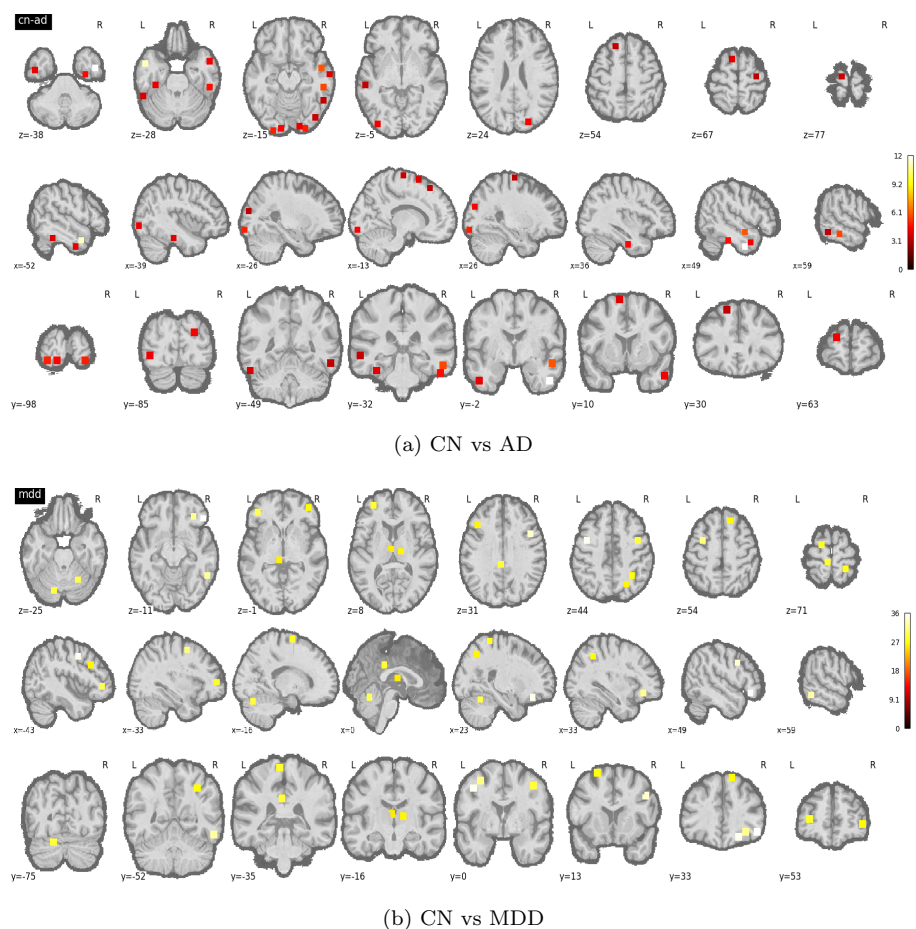 cn-ad
L R L R L R L R L R L R L R
z=-38 z=-28 z=-15 z=-5 z=24 z=54 z=67 z=77
12
9.2
6.1
3.1
0
x=-52 x=-39 x=-26 x=-13 x=26 x=36 x=49 x=59
R L R L R L R L R L R L R L R
y=-98 y=-85 y=-49 y=-32 y=-2 y=10 y=30 y=63
(a) CN vs AD
mdd
R L R L R L R L R L R L R R
z=-25 z=-11 z=-1 z=8 z=31 z=44 z=54 z=71
36
27
18
9.1
0
x=-43 x=-33 x=-16 x=0 x=23 x=33 x=49 x=59
R L R L R L R L R L R L R L R
y=-75 y=-52 y=-35 y=-16 y=0 y=13 y=33 y=53
(b) CN vs MDD